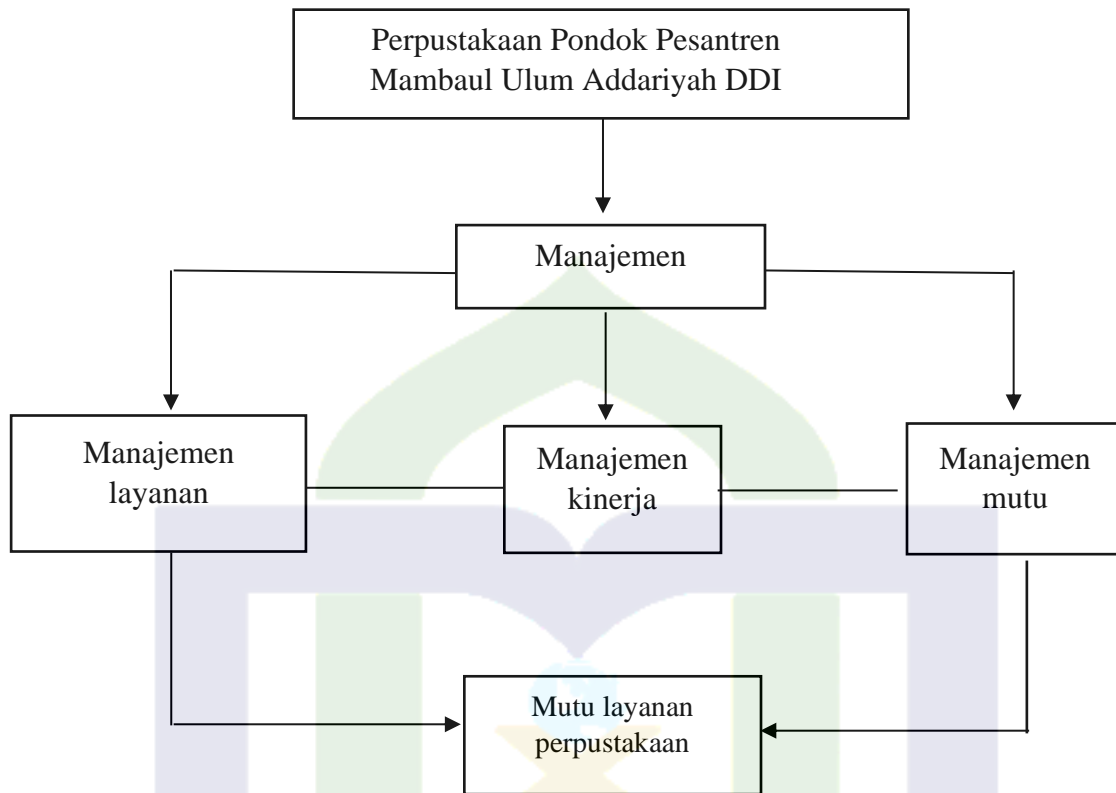 Perpustakaan Pondok Pesantren
Mambaul Ulum Addariyah DDI
Manajemen
Manajemen
layanan
Manajemen
kinerja
Manajemen
mutu
Mutu layanan
perpustakaan